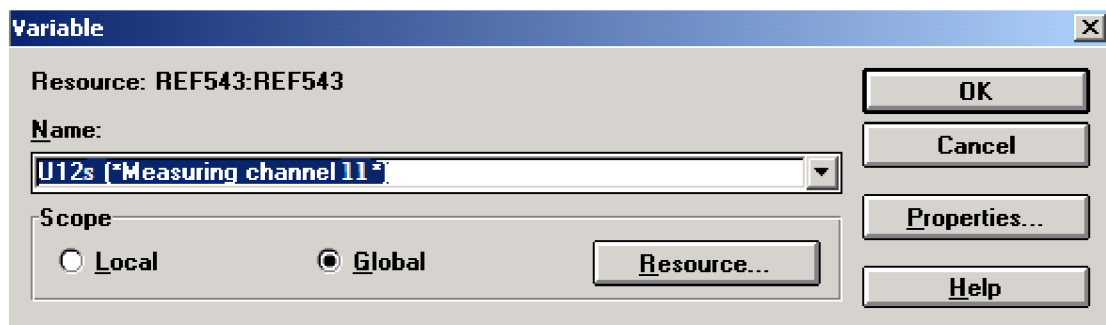 Variable
Resource: REF543:REF543
OK
Name:
Cancel
U12s (*Measuring channel 11*)
Properties...
Scope
Local
Global
Resource...
Help